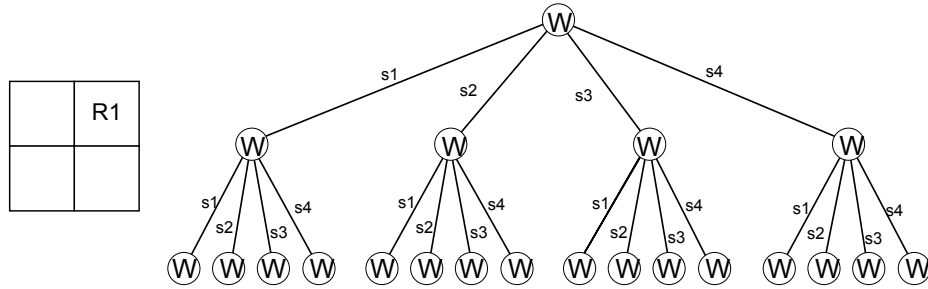 W
s1
s2
s3
s4
R1
W W W W
s1 s2 s3 s4 s1 s2 s3 s4 s1 s2 s3 s4 s1 s2 s3 s4
W W W W W W W W W W W W W W W W